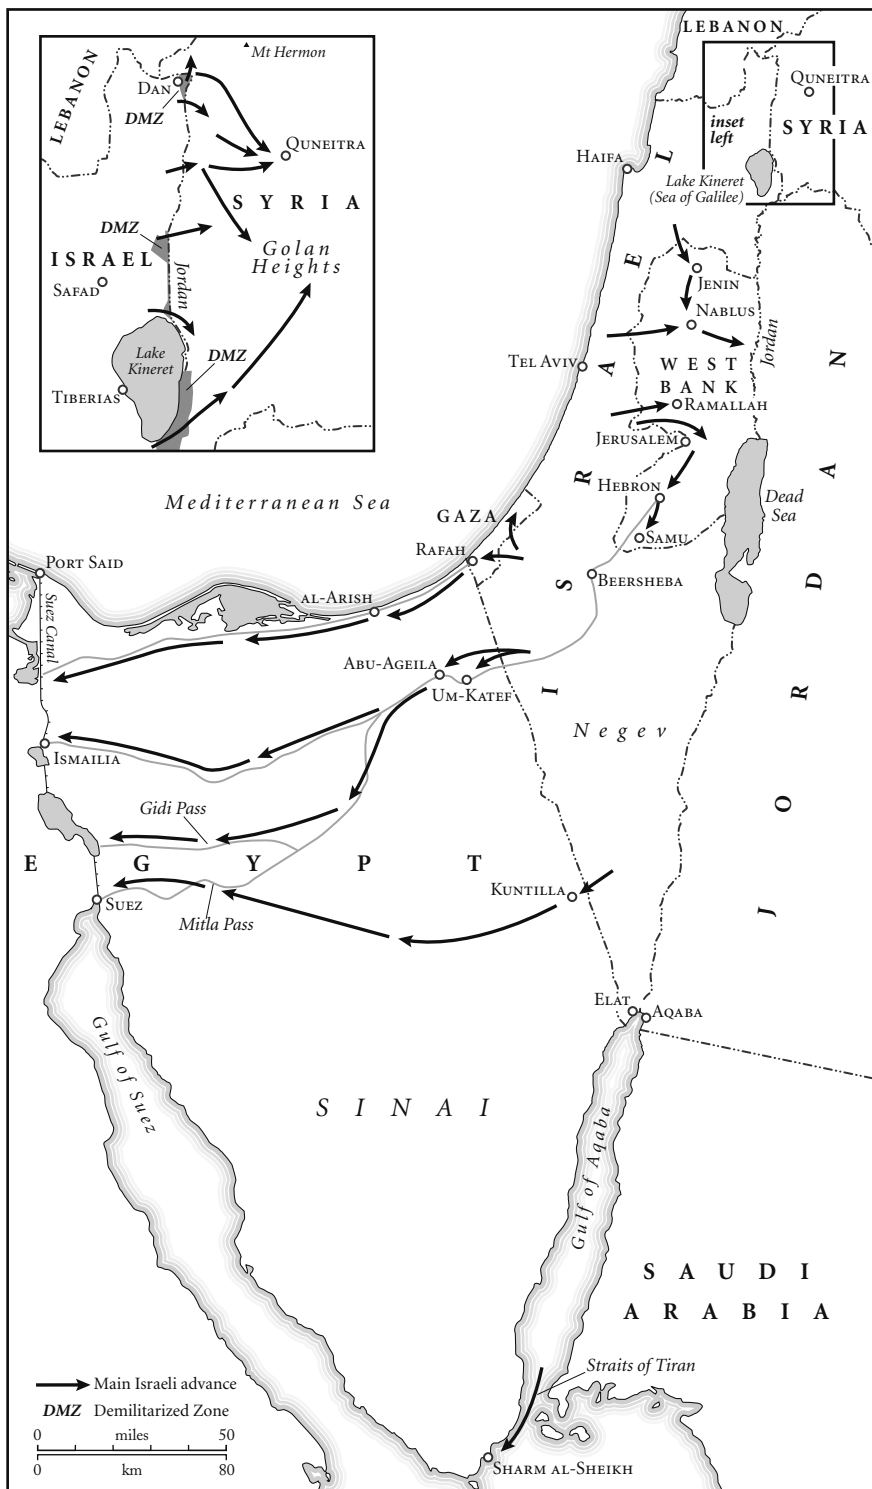 LEBANON
Mt Hermon
DAN
DMZ
QUNEITRA
SYRIA
DMZ
ISRAEL
Golan
Heights
SAFAD
Jordan
Lake
Kineret
DMZ
TIBERIAS
LEBANON
QUNEITRA
inset
left
SYRIA
HAIFA
Lake Kineret
(Sea of Galilee)
JENIN
NABLUS
Jordan
TEL AVIV
WEST
BANK
RAMALLAH
JERUSALEM
Mediterranean Sea
HEBRON
Dead
Sea
GAZA
SAMU
RAFAH
PORT SAID
BEERSHEBA
AL-ARISH
Suez Canal
ISRAEL
JORDAN
ABU-AGEILA
UM-KATEF
Negev
ISMAILIA
Gidi Pass
EGYPT
KUNTILLA
SUEZ
Mitla Pass
ELAT
AQABA
Gulf of Suez
SINAI
Gulf of Aqaba
SAUDI
ARABIA
Straits of Tiran
Main Israeli advance
DMZ Demilitarized Zone
0 miles 50
0 km 80
SHARM AL-SHEIKH